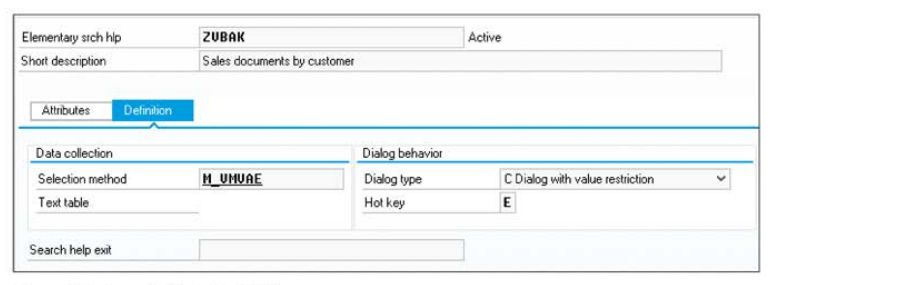 Elementary srch hlp ZVBAK Active
Short description Sales documents by customer
Attributes Definition
Data collection Dialog behavior
Selection method M_VMVAE Dialog type C Dialog with value restriction
Text table Hot key E
Search help exit